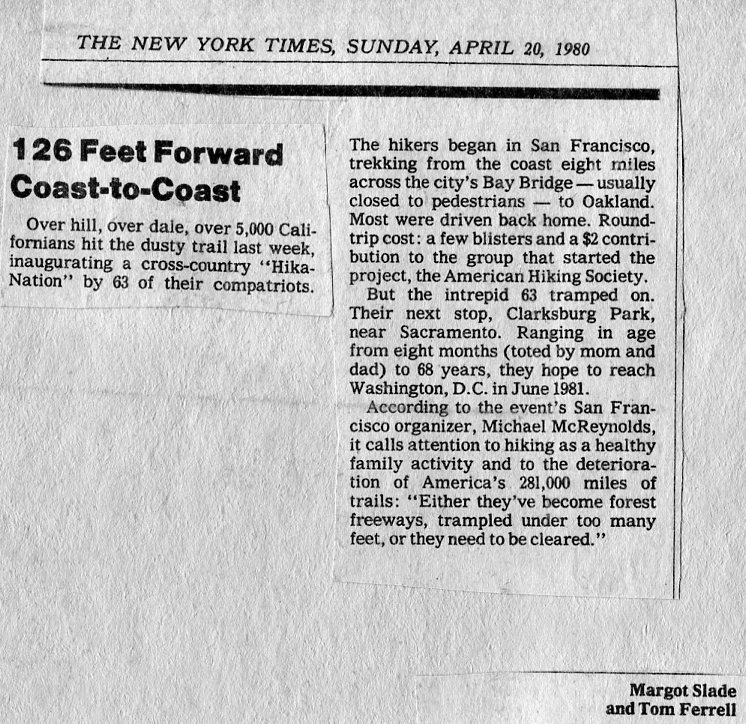 THE NEW YORK TIMES, SUNDAY, APRIL 20, 1980
126 Feet Forward
Coast-to-Coast
Over hill, over dale, over 5,000 Cali-
fornians hit the dusty trail last week,
inaugurating a cross-country “Hika-
Nation” by 63 of their compatriots.
The hikers began in San Francisco,
trekking from the coast eight miles
across the city's Bay Bridge — usually
closed to pedestrians — to Oakland.
Most were driven back home. Round-
trip cost: a few blisters and a $2 contri-
bution to the group that started the
project, the American Hiking Society.
But the intrepid 63 tramped on.
Their next stop, Clarksburg Park,
near Sacramento. Ranging in age
from eight months (toted by mom and
dad) to 68 years, they hope to reach
Washington, D.C. in June 1981.
According to the event's San Fran-
cisco organizer, Michael McReynolds,
it calls attention to hiking as a healthy
family activity and to the deteriora-
tion of America's 281,000 miles of
trails: “Either they've become forest
freeways, trampled under too many
feet, or they need to be cleared.”
Margot Slade
and Tom Ferrell